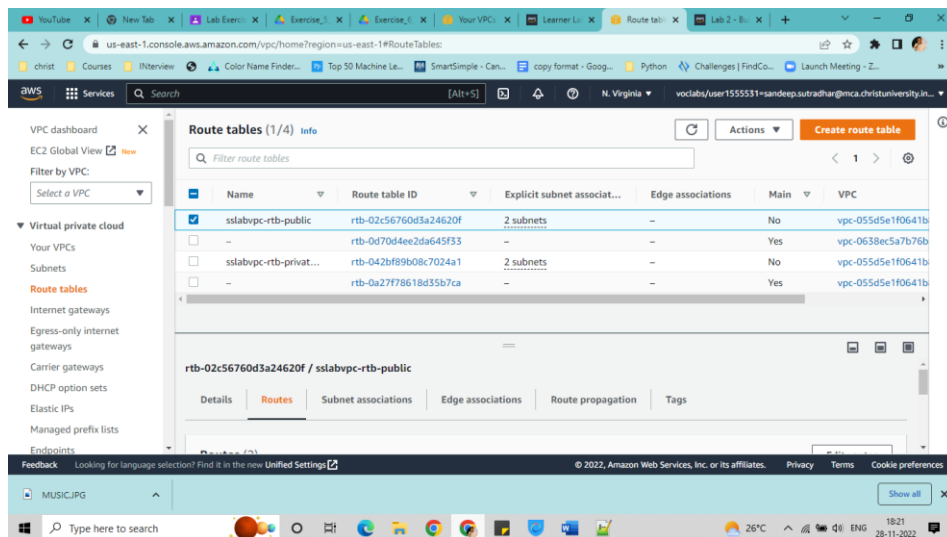 YouTube New Tab Lab Exerci Exercise_5 Exercise_6 Your VPCs Learner La Route tabl Lab 2 - Bu
us-east-1.console.aws.amazon.com/vpc/home?region=us-east-1#RouteTables:
christ Courses INterview Color Name Finder... Top 50 Machine Le... SmartSimple - Can... copy format - Goog... Python Challenges | FindCo... Launch Meeting - Z...
aws Services Search [Alt+S] N. Virginia voclabs/user1555531=sandeep.sutradhar@mca.christuniversity.in...
VPC dashboard
EC2 Global View New
Filter by VPC:
Select a VPC
Virtual private cloud
Your VPCs
Subnets
Route tables
Internet gateways
Egress-only internet
gateways
Carrier gateways
DHCP option sets
Elastic IPs
Managed prefix lists
Endpoints
Route tables (1/4) Info
Actions
Create route table
Filter route tables
1
Name Route table ID Explicit subnet associat... Edge associations Main VPC
sslabvpc-rtb-public rtb-02c56760d3a24620f 2 subnets – No vpc-055d5e1f0641b
– rtb-0d70d4ee2da645f33 – – Yes vpc-0638ec5a7b76b
sslabvpc-rtb-privat... rtb-042bf89b08c7024a1 2 subnets – No vpc-055d5e1f0641b
– rtb-0a27f78618d35b7ca – – Yes vpc-055d5e1f0641b
rtb-02c56760d3a24620f / sslabvpc-rtb-public
Details Routes Subnet associations Edge associations Route propagation Tags
Feedback Looking for language selection? Find it in the new Unified Settings © 2022, Amazon Web Services, Inc. or its affiliates. Privacy Terms Cookie preferences
MUSIC.JPG
Show all
Type here to search
26°C ENG
18:21
28-11-2022